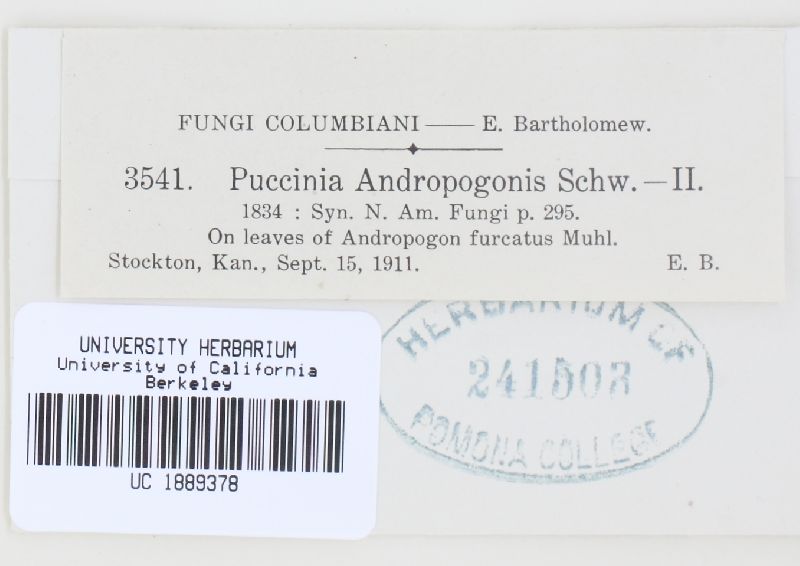 FUNGI COLUMBIANI — E. Bartholomew.
3541. Puccinia Andropogonis Schw. — II.
1834 : Syn. N. Am. Fungi p. 295.
On leaves of Andropogon furcatus Muhl.
Stockton, Kan., Sept. 15, 1911. E. B.
HERBARIUM OF
241503
POMONA COLLEGE
UNIVERSITY HERBARIUM
University of California
Berkeley
UC 1889378